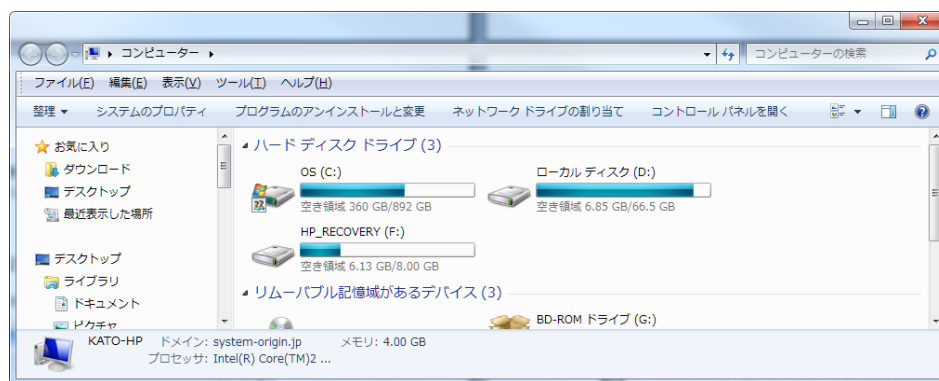 コンピューター
コンピューターの検索
ファイル(F) 編集(E) 表示(V) ツール(T) ヘルプ(H)
整理 システムのプロパティ プログラムのアンインストールと変更 ネットワーク ドライブの割り当て コントロール パネルを開く
お気に入り
ダウンロード
デスクトップ
最近表示した場所
デスクトップ
ライブラリ
ドキュメント
ピクチャ
ハード ディスク ドライブ (3)
OS (C:)
空き領域 360 GB/892 GB
ローカル ディスク (D:)
空き領域 6.85 GB/66.5 GB
HP_RECOVERY (F:)
空き領域 6.13 GB/8.00 GB
リムーバブル記憶域があるデバイス (3)
BD-ROM ドライブ (G:)
KATO-HP ドメイン: system-origin.jp メモリ: 4.00 GB
プロセッサ: Intel(R) Core(TM)2 ...